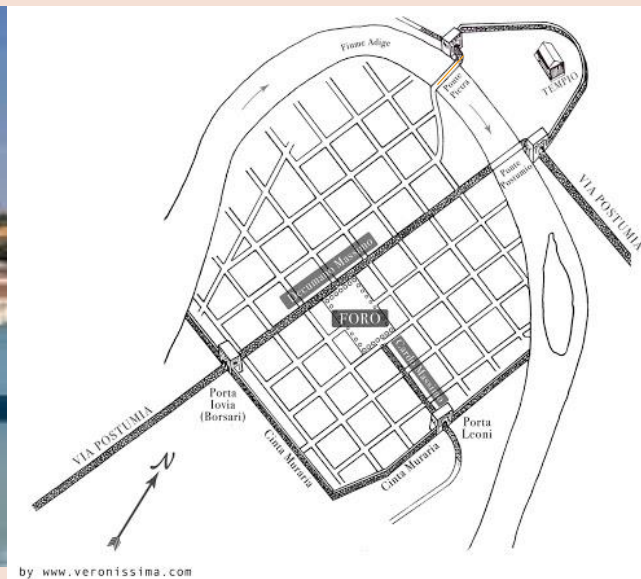 Fiume Adige
Ponte
Pietra
TEMPIO
Ponte
Postumio
VIA POSTUMIA
Decumano Massimo
FORO
Cardo Massimo
Porta
Iovia
(Borsari)
Porta
Leoni
VIA POSTUMIA
Cinta Muraria
Cinta Muraria
N
by www.veronissima.com